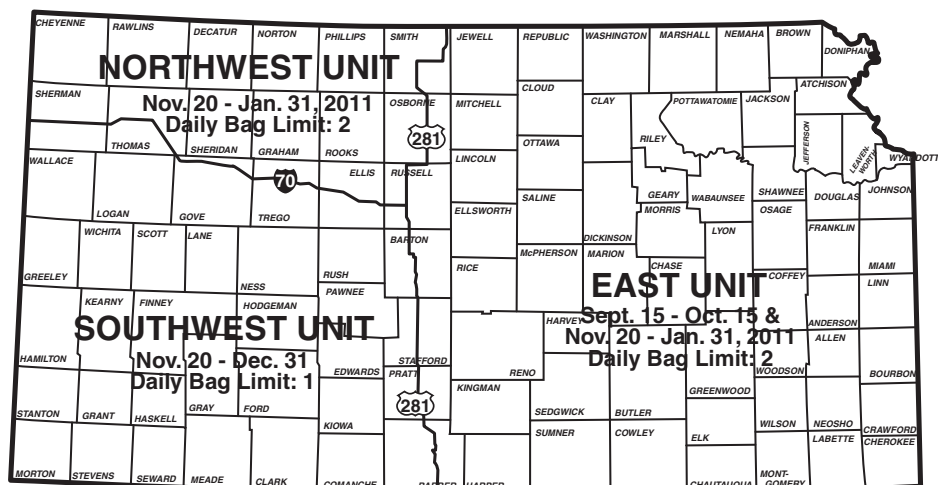 CHEYENNE
RAWLINS
DECATUR
NORTON
PHILLIPS
SMITH
JEWELL
REPUBLIC
WASHINGTON
MARSHALL
NEMAHA
BROWN
DONIPHAN
NORTHWEST UNIT
Nov. 20 - Jan. 31, 2011
Daily Bag Limit: 2
SHERMAN
THOMAS
SHERIDAN
GRAHAM
ROOKS
OSBORNE
MITCHELL
CLOUD
CLAY
RILEY
POTTAWATOMIE
JACKSON
ATCHISON
JEFFERSON
LEAVEN-
WORTH
WYANDOTT
281
70
WALLACE
LOGAN
GOVE
TREGO
ELLIS
RUSSELL
LINCOLN
OTTAWA
ELLSWORTH
SALINE
DICKINSON
GEARY
MORRIS
WABAUNSEE
SHAWNEE
OSAGE
DOUGLAS
JOHNSON
GREELEY
WICHITA
SCOTT
LANE
NESS
RUSH
BARTON
RICE
McPHERSON
MARION
CHASE
LYON
COFFEY
FRANKLIN
MIAMI
LINN
ANDERSON
EAST UNIT
Sept. 15 - Oct. 15 &
Nov. 20 - Jan. 31, 2011
Daily Bag Limit: 2
HAMILTON
KEARNY
FINNEY
HODGEMAN
PAWNEE
SOUTHWEST UNIT
Nov. 20 - Dec. 31
Daily Bag Limit: 1
EDWARDS
STAFFORD
PRATT
RENO
HARVEY
KINGMAN
SEDGWICK
BUTLER
GREENWOOD
WOODSON
ALLEN
BOURBON
281
STANTON
GRANT
HASKELL
GRAY
FORD
KIOWA
SUMNER
COWLEY
ELK
WILSON
NEOSHO
CRAWFORD
LABETTE
CHEROKEE
MORTON
STEVENS
SEWARD
MEADE
CLARK
COMANCHE
BARBER
HARPER
CHAUTAUQUA
MONT-
GOMERY